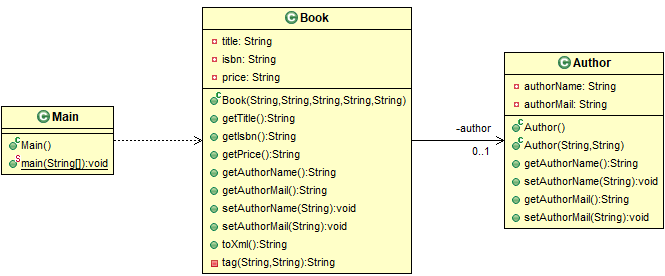 Main
Main()
main(String[]):void
Book
title: String
isbn: String
price: String
Book(String,String,String,String,String)
getTitle():String
getIsbn():String
getPrice():String
getAuthorName():String
getAuthorMail():String
setAuthorName(String):void
setAuthorMail(String):void
toXml():String
tag(String,String):String
-author
0..1
Author
authorName: String
authorMail: String
Author()
Author(String,String)
getAuthorName():String
setAuthorName(String):void
getAuthorMail():String
setAuthorMail(String):void